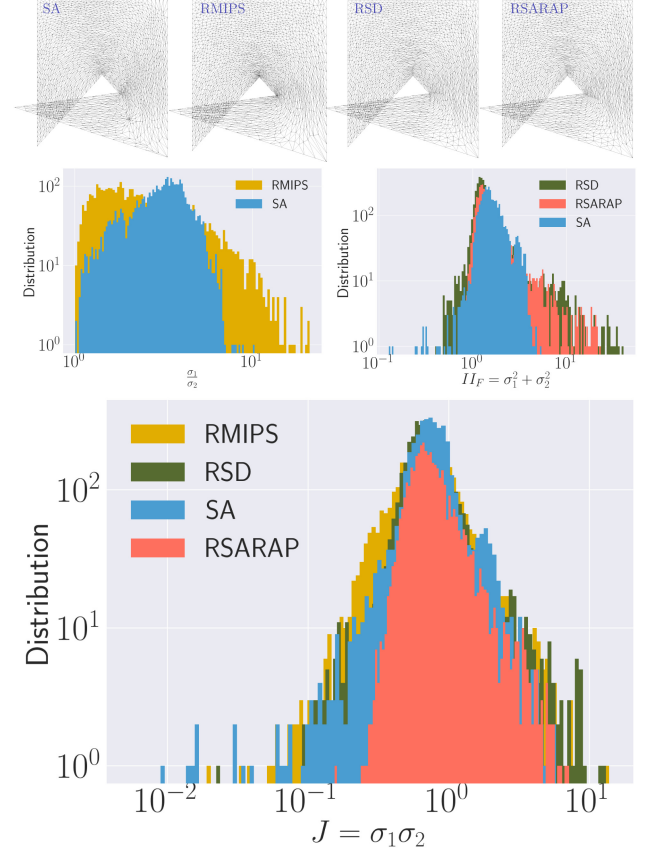 SA RMIPS RSD RSARAP
10²
10¹
10⁰
Distribution
RMIPS
SA
10⁰ 10¹
σ₁/σ₂
10²
10¹
10⁰
Distribution
RSD
RSARAP
SA
10⁻¹ 10⁰ 10¹
II_F = σ₁² + σ₂²
RMIPS
RSD
SA
RSARAP
10²
10¹
10⁰
Distribution
10⁻² 10⁻¹ 10⁰ 10¹
J = σ₁σ₂